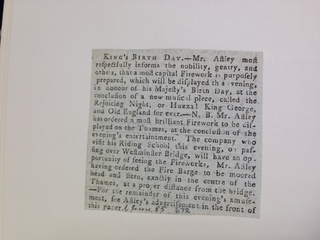 KING's BIRTH DAY.—Mr. Astley most
respectfully informs the nobility, gentry, and
others, that a most capital Firework is purposely
prepared, which will be displayed this evening,
in honour of his Majesty's Birth Day, at the
conclusion of a new musical piece, called the
Rejoicing Night, or Huzza! King George,
and Old England for ever.—N. B. Mr. Astley
has ordered a most brilliant Firework to be dis-
played on the Thames, at the conclusion of the
evening's entertainment. The company who
visit his Riding School this evening, or pas-
sing over Westminster Bridge, will have an op-
portunity of seeing the Fireworks, Mr. Astley
having ordered the Fire Barge to be moored
head and stern, exactly in the centre of the
Thames, at a proper distance from the bridge.
—For the remainder of this evening's amuse-
ment, see Astley's advertisement in the front of
this paper. 6 June 85